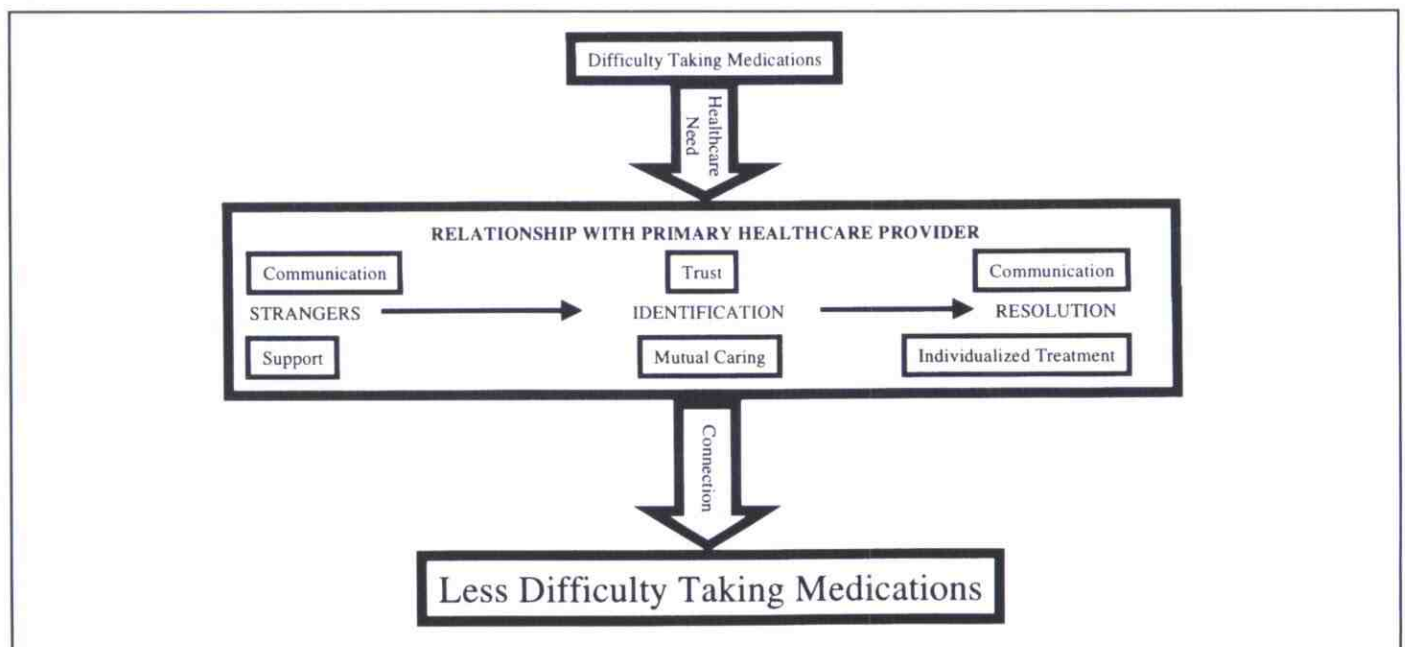 Difficulty Taking Medications
Healthcare
Need
RELATIONSHIP WITH PRIMARY HEALTHCARE PROVIDER
Communication
Trust
Communication
STRANGERS
IDENTIFICATION
RESOLUTION
Support
Mutual Caring
Individualized Treatment
Connection
Less Difficulty Taking Medications